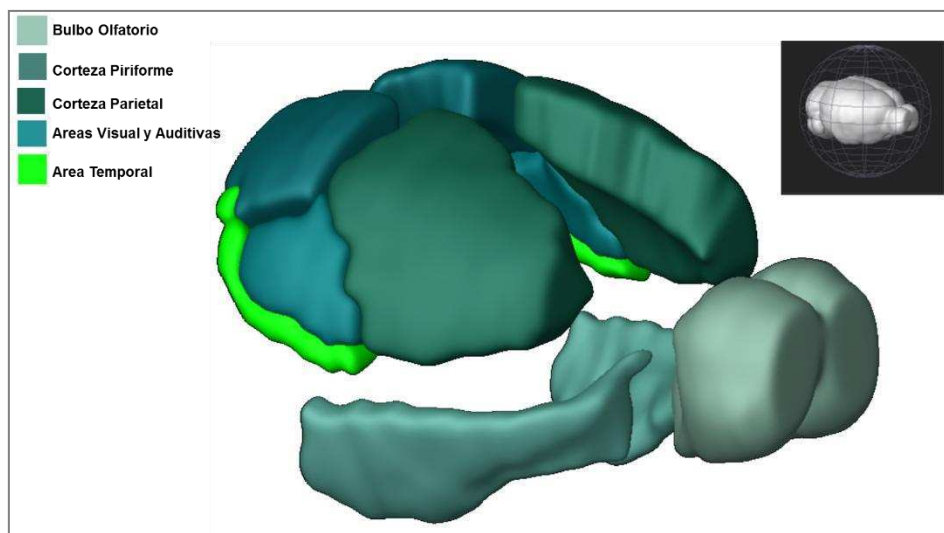 Bulbo Olfatorio
Corteza Piriforme
Corteza Parietal
Areas Visual y Auditivas
Area Temporal